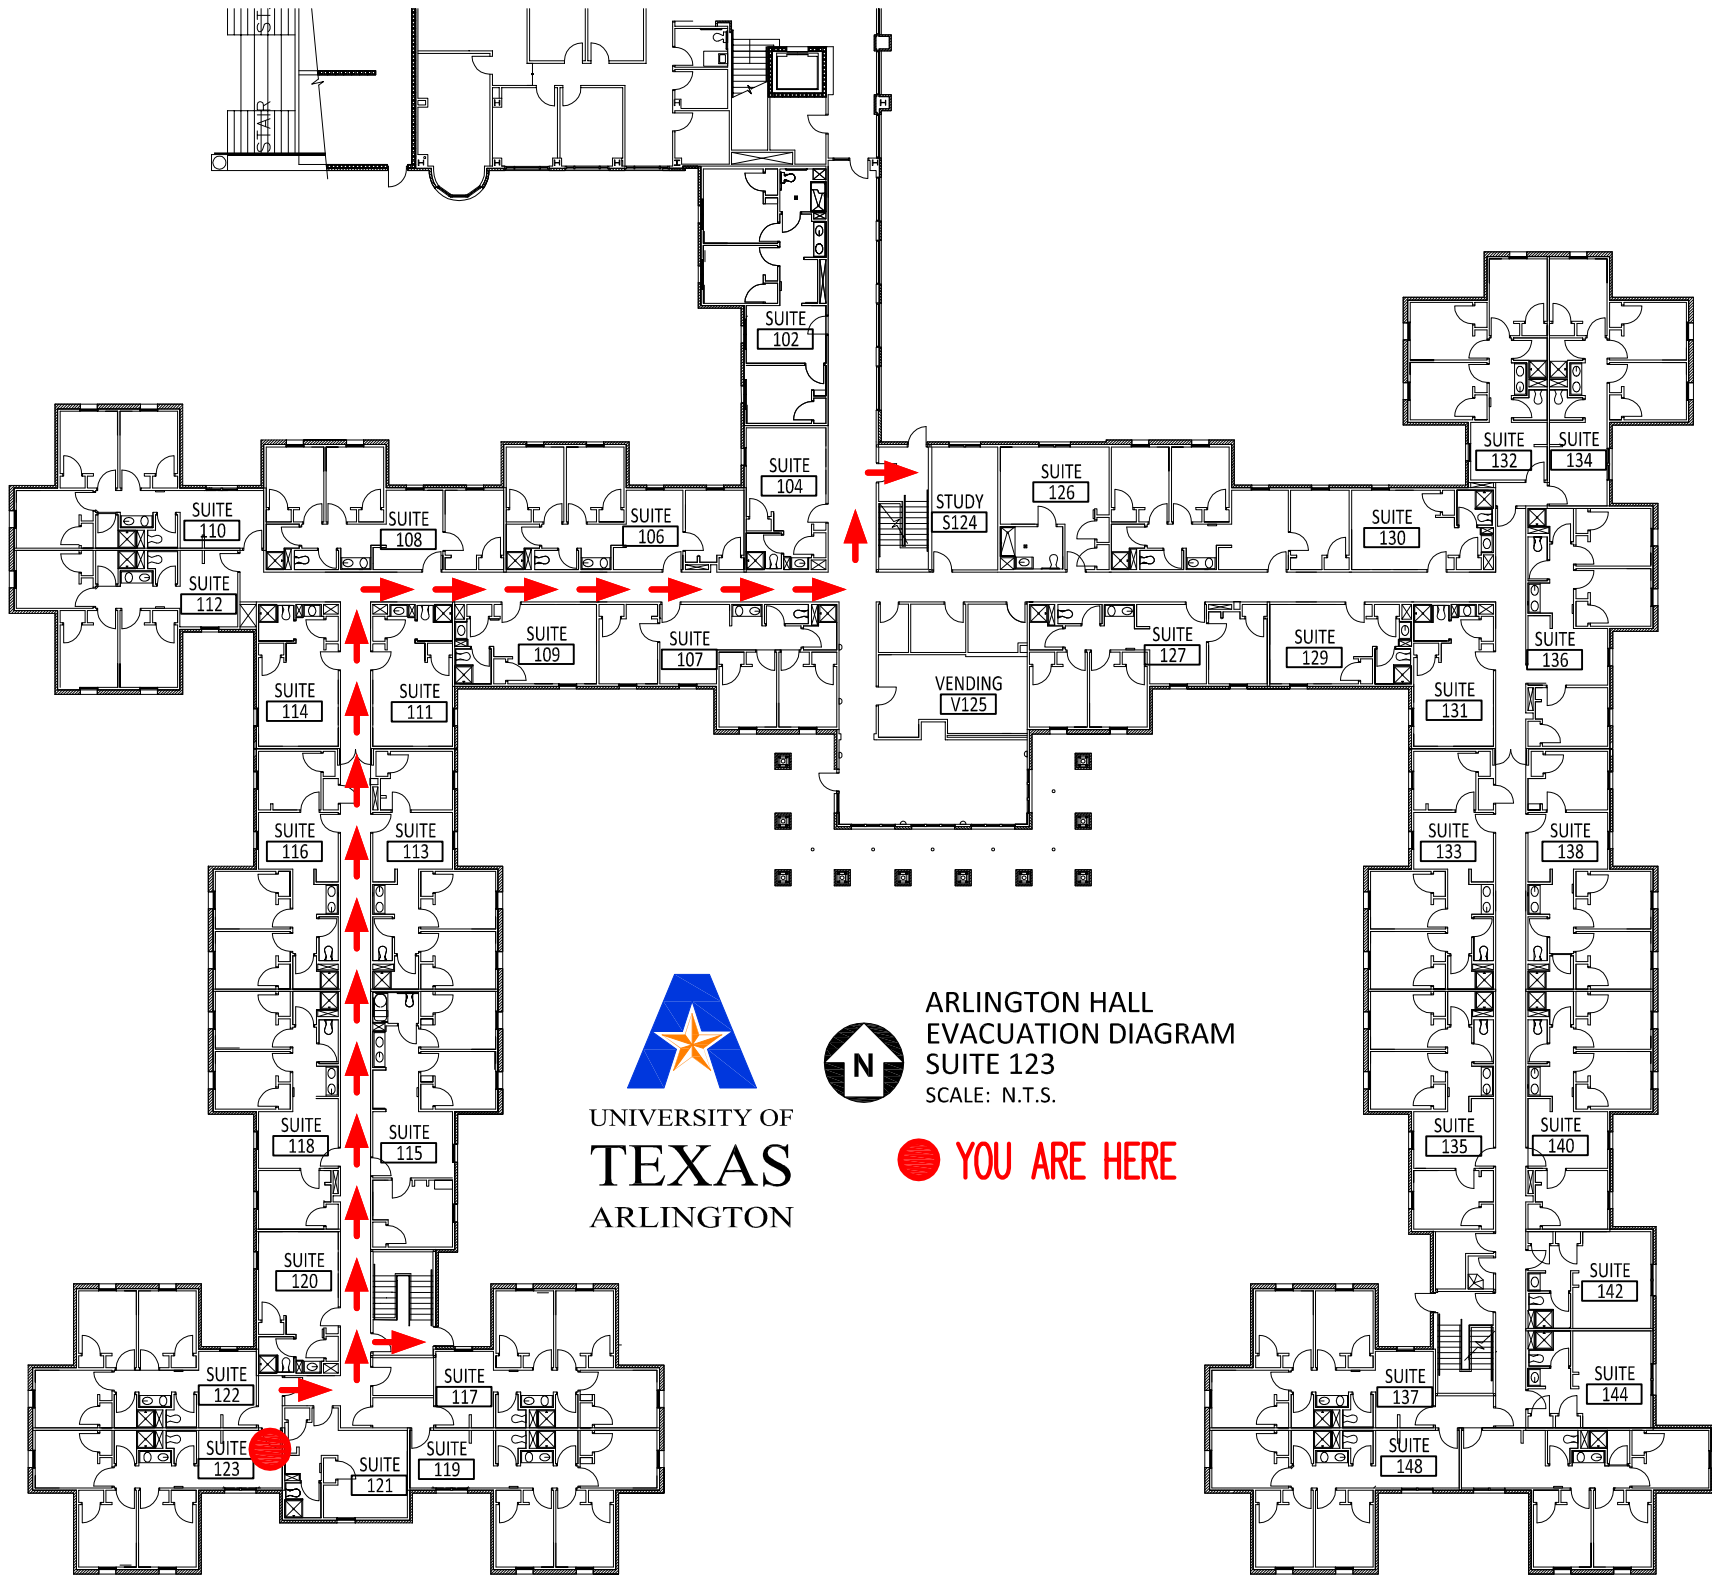 STAIR
SUITE
102
SUITE
104
SUITE
106
SUITE
108
SUITE
110
SUITE
112
STUDY
S124
SUITE
126
SUITE
130
SUITE
132
SUITE
134
SUITE
136
SUITE
109
SUITE
107
SUITE
127
SUITE
129
SUITE
131
SUITE
114
SUITE
111
VENDING
V125
SUITE
116
SUITE
113
SUITE
133
SUITE
138
SUITE
118
SUITE
115
SUITE
135
SUITE
140
SUITE
120
SUITE
142
SUITE
122
SUITE
117
SUITE
137
SUITE
144
SUITE
123
SUITE
121
SUITE
119
SUITE
148
UNIVERSITY OF
TEXAS
ARLINGTON
N
ARLINGTON HALL
EVACUATION DIAGRAM
SUITE 123
SCALE: N.T.S.
YOU ARE HERE